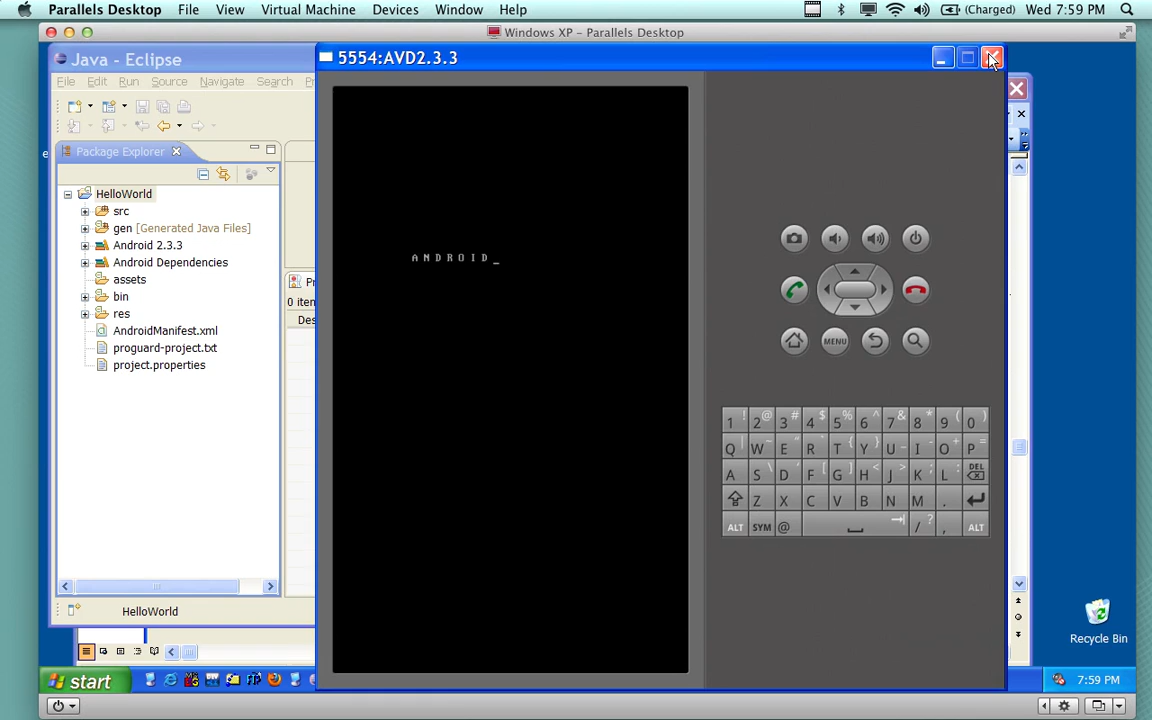 Parallels Desktop File View Virtual Machine Devices Window Help (Charged) Wed 7:59 PM
Windows XP - Parallels Desktop
Java - Eclipse
5554:AVD2.3.3
File Edit Run Source Navigate Search
Package Explorer
HelloWorld
src
gen [Generated Java Files]
Android 2.3.3
Android Dependencies
assets
bin
res
AndroidManifest.xml
proguard-project.txt
project.properties
0 item
Des
ANDROID_
MENU
1 ! 2 @ 3 # 4 $ 5 % 6 ^ 7 & 8 * 9 ( 0 )
Q | W ~ E " R ` T { Y } U _ I - O + P =
A S \ D ' F [ G ] H < J > K ; L : DEL
Z X C V B N M .
ALT SYM @ / ? , ALT
HelloWorld
Recycle Bin
start
7:59 PM